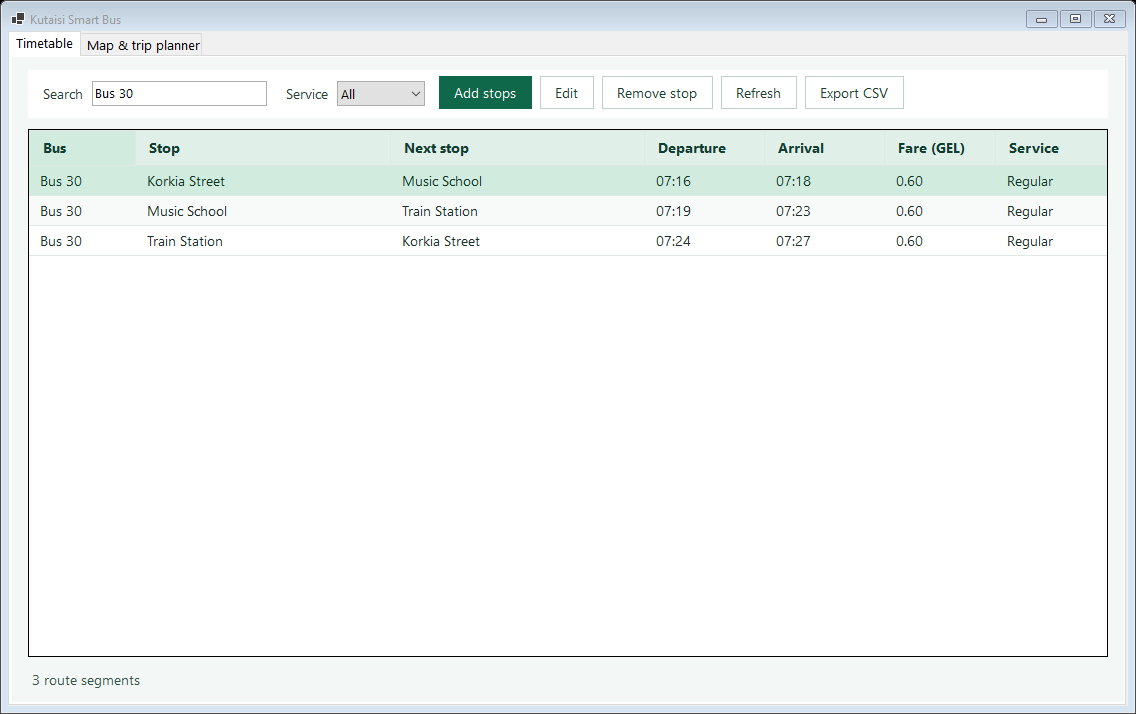 Kutaisi Smart Bus
Timetable Map & trip planner
Search Bus 30 Service All Add stops Edit Remove stop Refresh Export CSV
Bus Stop Next stop Departure Arrival Fare (GEL) Service
Bus 30 Korkia Street Music School 07:16 07:18 0.60 Regular
Bus 30 Music School Train Station 07:19 07:23 0.60 Regular
Bus 30 Train Station Korkia Street 07:24 07:27 0.60 Regular
3 route segments